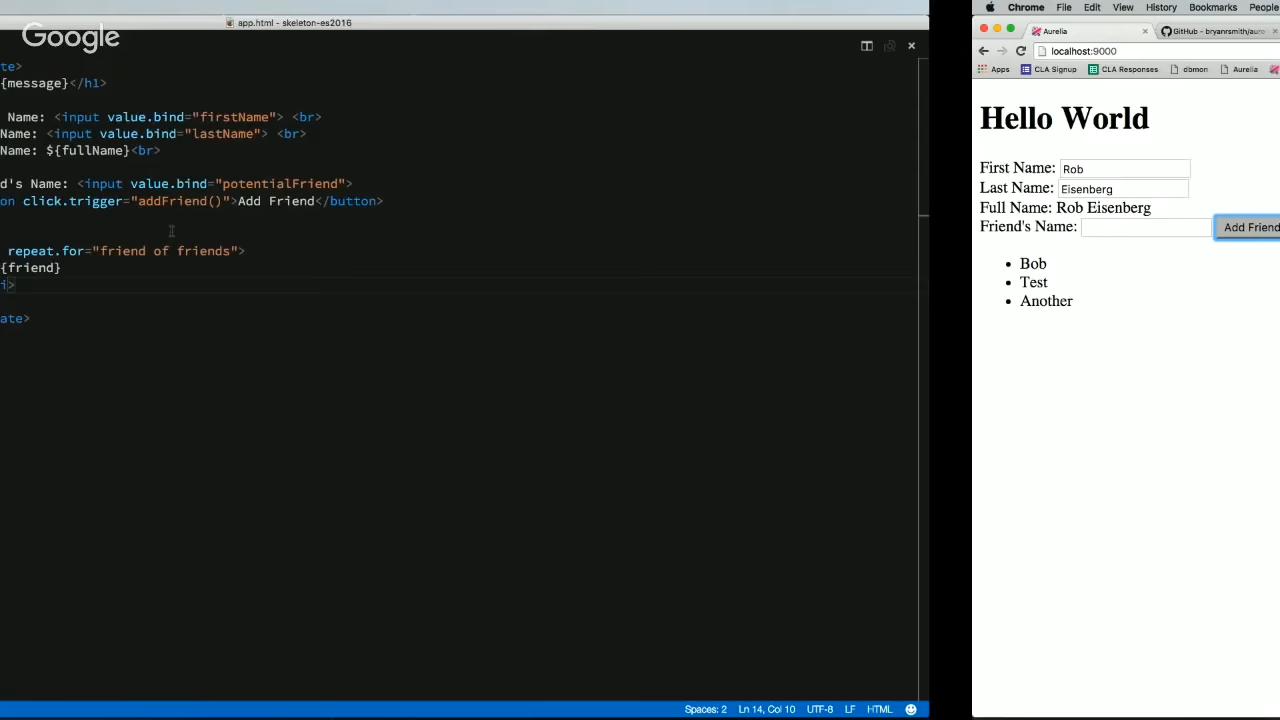 Google
app.html - skeleton-es2016
te>
{message}</h1>
Name: <input value.bind="firstName"> <br>
Name: <input value.bind="lastName"> <br>
Name: ${fullName}<br>
d's Name: <input value.bind="potentialFriend">
on click.trigger="addFriend()">Add Friend</button>
repeat.for="friend of friends">
{friend}
i>
ate>
Spaces: 2 Ln 14, Col 10 UTF-8 LF HTML
Chrome File Edit View History Bookmarks People
Aurelia GitHub - bryanrsmith/aure
localhost:9000
Apps CLA Signup CLA Responses dbmon Aurelia
Hello World
First Name: Rob
Last Name: Eisenberg
Full Name: Rob Eisenberg
Friend's Name: Add Friend
• Bob
• Test
• Another